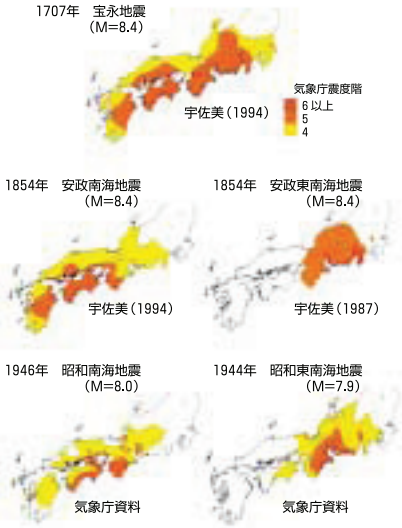 1707年 宝永地震
(M=8.4)
気象庁震度階
6以上
5
4
宇佐美(1994)
1854年 安政南海地震
(M=8.4)
1854年 安政東南海地震
(M=8.4)
宇佐美(1994)
宇佐美(1987)
1946年 昭和南海地震
(M=8.0)
1944年 昭和東南海地震
(M=7.9)
気象庁資料
気象庁資料